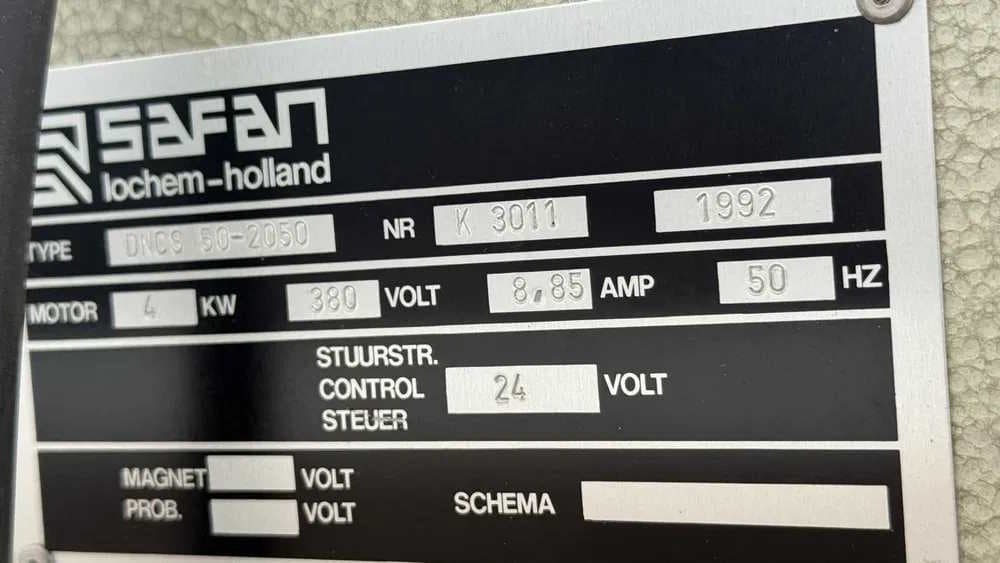 SAFAN
lochem-holland
TYPE DNCS 50-2050 NR K 3011 1992
MOTOR 4 KW 380 VOLT 8,85 AMP 50 HZ
STUURSTR.
CONTROL 24 VOLT
STEUER
MAGNET VOLT
PROB. VOLT SCHEMA